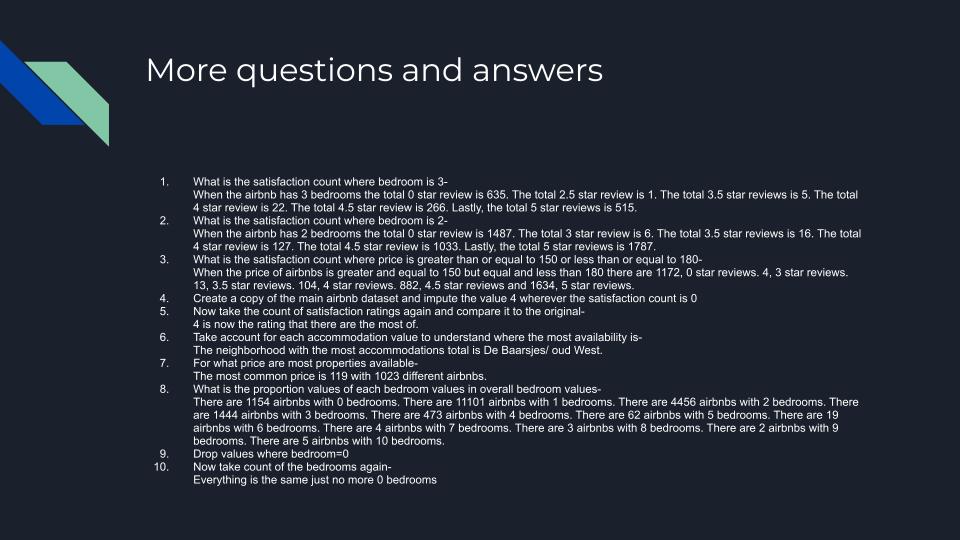 More questions and answers
1. What is the satisfaction count where bedroom is 3-
When the airbnb has 3 bedrooms the total 0 star review is 635. The total 2.5 star review is 1. The total 3.5 star reviews is 5. The total
4 star review is 22. The total 4.5 star review is 266. Lastly, the total 5 star reviews is 515.
2. What is the satisfaction count where bedroom is 2-
When the airbnb has 2 bedrooms the total 0 star review is 1487. The total 3 star review is 6. The total 3.5 star reviews is 16. The total
4 star review is 127. The total 4.5 star review is 1033. Lastly, the total 5 star reviews is 1787.
3. What is the satisfaction count where price is greater than or equal to 150 or less than or equal to 180-
When the price of airbnbs is greater and equal to 150 but equal and less than 180 there are 1172, 0 star reviews. 4, 3 star reviews.
13, 3.5 star reviews. 104, 4 star reviews. 882, 4.5 star reviews and 1634, 5 star reviews.
4. Create a copy of the main airbnb dataset and impute the value 4 wherever the satisfaction count is 0
5. Now take the count of satisfaction ratings again and compare it to the original-
4 is now the rating that there are the most of.
6. Take account for each accommodation value to understand where the most availability is-
The neighborhood with the most accommodations total is De Baarsjes/ oud West.
7. For what price are most properties available-
The most common price is 119 with 1023 different airbnbs.
8. What is the proportion values of each bedroom values in overall bedroom values-
There are 1154 airbnbs with 0 bedrooms. There are 11101 airbnbs with 1 bedrooms. There are 4456 airbnbs with 2 bedrooms. There
are 1444 airbnbs with 3 bedrooms. There are 473 airbnbs with 4 bedrooms. There are 62 airbnbs with 5 bedrooms. There are 19
airbnbs with 6 bedrooms. There are 4 airbnbs with 7 bedrooms. There are 3 airbnbs with 8 bedrooms. There are 2 airbnbs with 9
bedrooms. There are 5 airbnbs with 10 bedrooms.
9. Drop values where bedroom=0
10. Now take count of the bedrooms again-
Everything is the same just no more 0 bedrooms